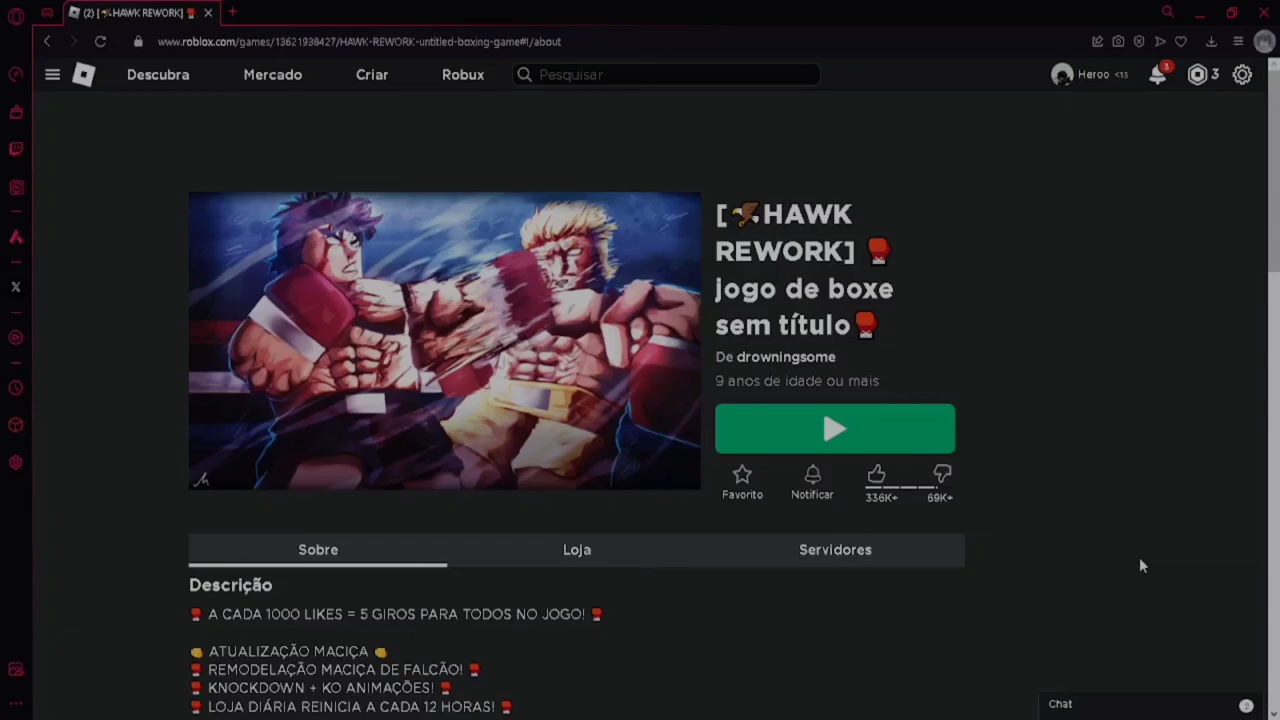 (2) [🦅HAWK REWORK] 🥊
www.roblox.com/games/13621938427/HAWK-REWORK-untitled-boxing-game#!/about
Descubra
Mercado
Criar
Robux
Pesquisar
Heroo <13
3
3
[🦅HAWK
REWORK] 🥊
jogo de boxe
sem título🥊
De drowningsome
9 anos de idade ou mais
Favorito
Notificar
336K+
69K+
Sobre
Loja
Servidores
Descrição
🥊 A CADA 1000 LIKES = 5 GIROS PARA TODOS NO JOGO! 🥊
👊 ATUALIZAÇÃO MACIÇA 👊
🥊 REMODELAÇÃO MACIÇA DE FALCÃO! 🥊
🥊 KNOCKDOWN + KO ANIMAÇÕES! 🥊
🥊 LOJA DIÁRIA REINICIA A CADA 12 HORAS! 🥊
Chat
2